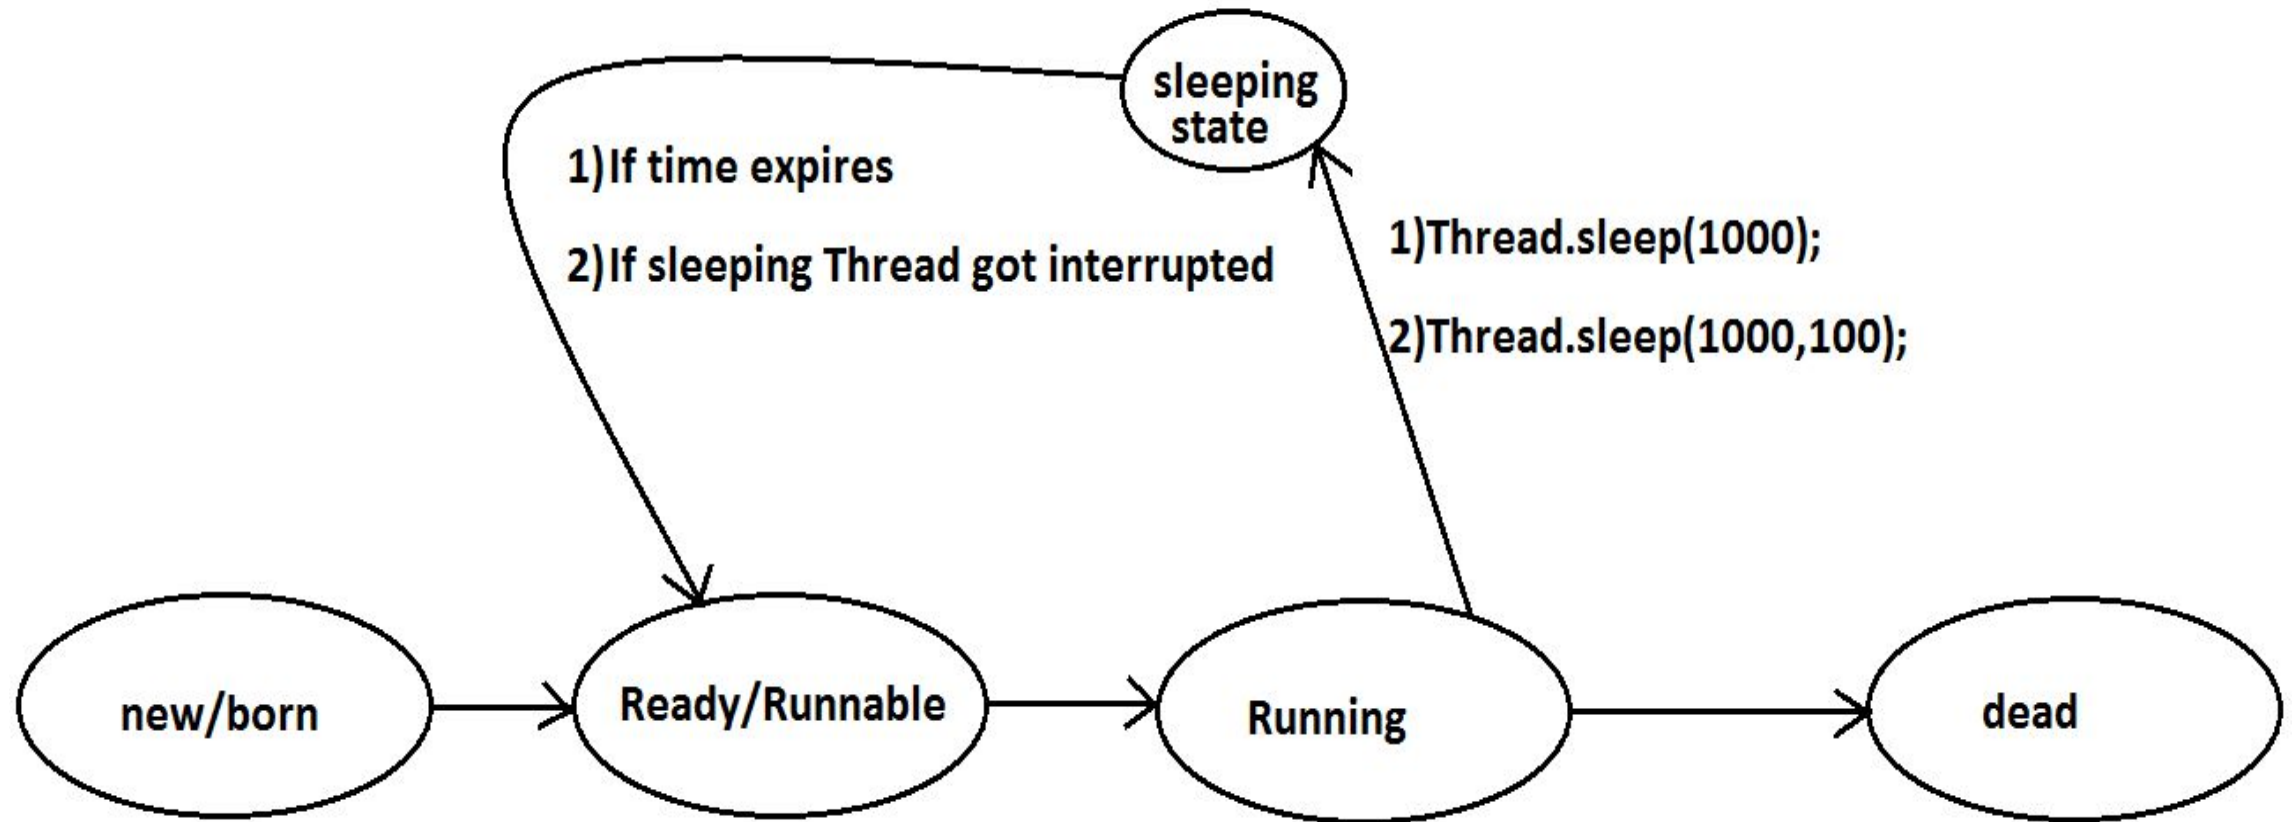 sleeping
state
1)If time expires
2)If sleeping Thread got interrupted
1)Thread.sleep(1000);
2)Thread.sleep(1000,100);
new/born
Ready/Runnable
Running
dead